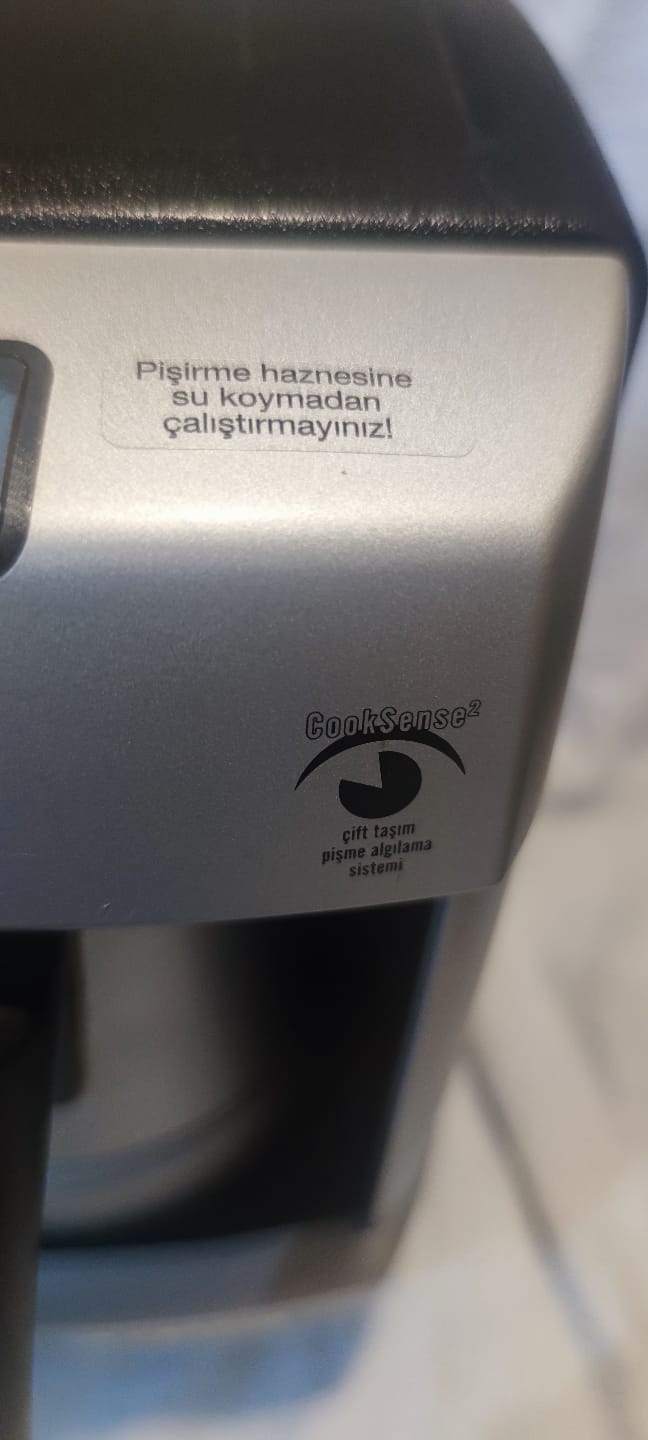 Pişirme haznesine
su koymadan
çalıştırmayınız!
CookSense²
çift taşım
pişme algılama
sistemi